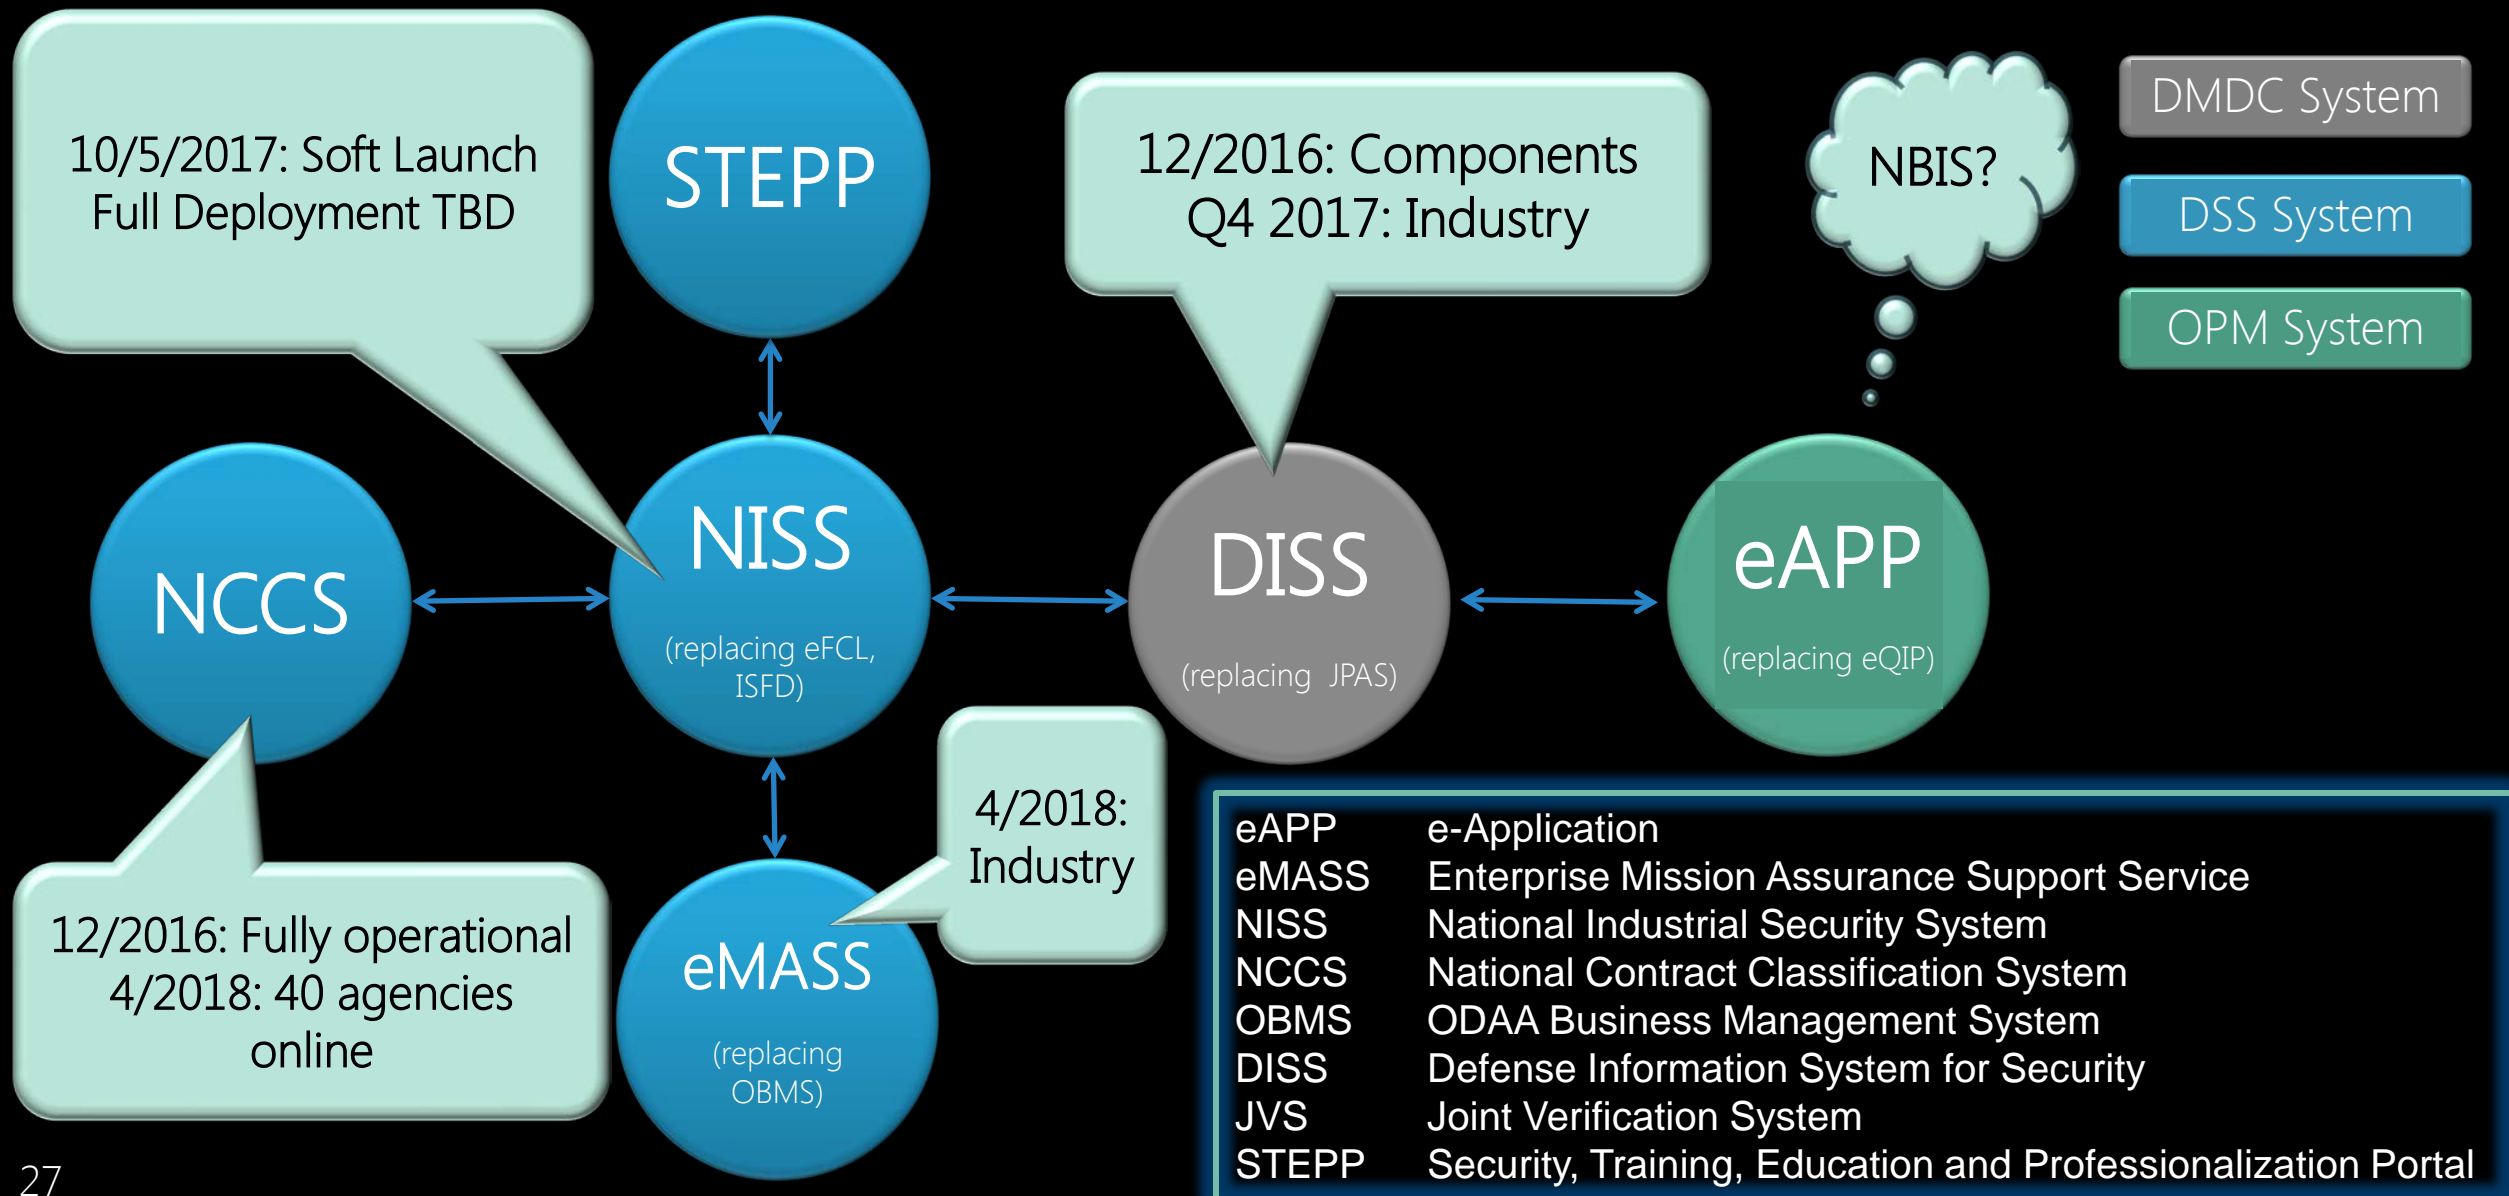 10/5/2017: Soft Launch
Full Deployment TBD
STEPP
12/2016: Components
Q4 2017: Industry
NBIS?
DMDC System
DSS System
OPM System
NCCS
NISS
(replacing eFCL,
ISFD)
DISS
(replacing JPAS)
eAPP
(replacing eQIP)
12/2016: Fully operational
4/2018: 40 agencies
online
4/2018:
Industry
eMASS
(replacing
OBMS)
eAPP e-Application
eMASS Enterprise Mission Assurance Support Service
NISS National Industrial Security System
NCCS National Contract Classification System
OBMS ODAA Business Management System
DISS Defense Information System for Security
JVS Joint Verification System
STEPP Security, Training, Education and Professionalization Portal
27